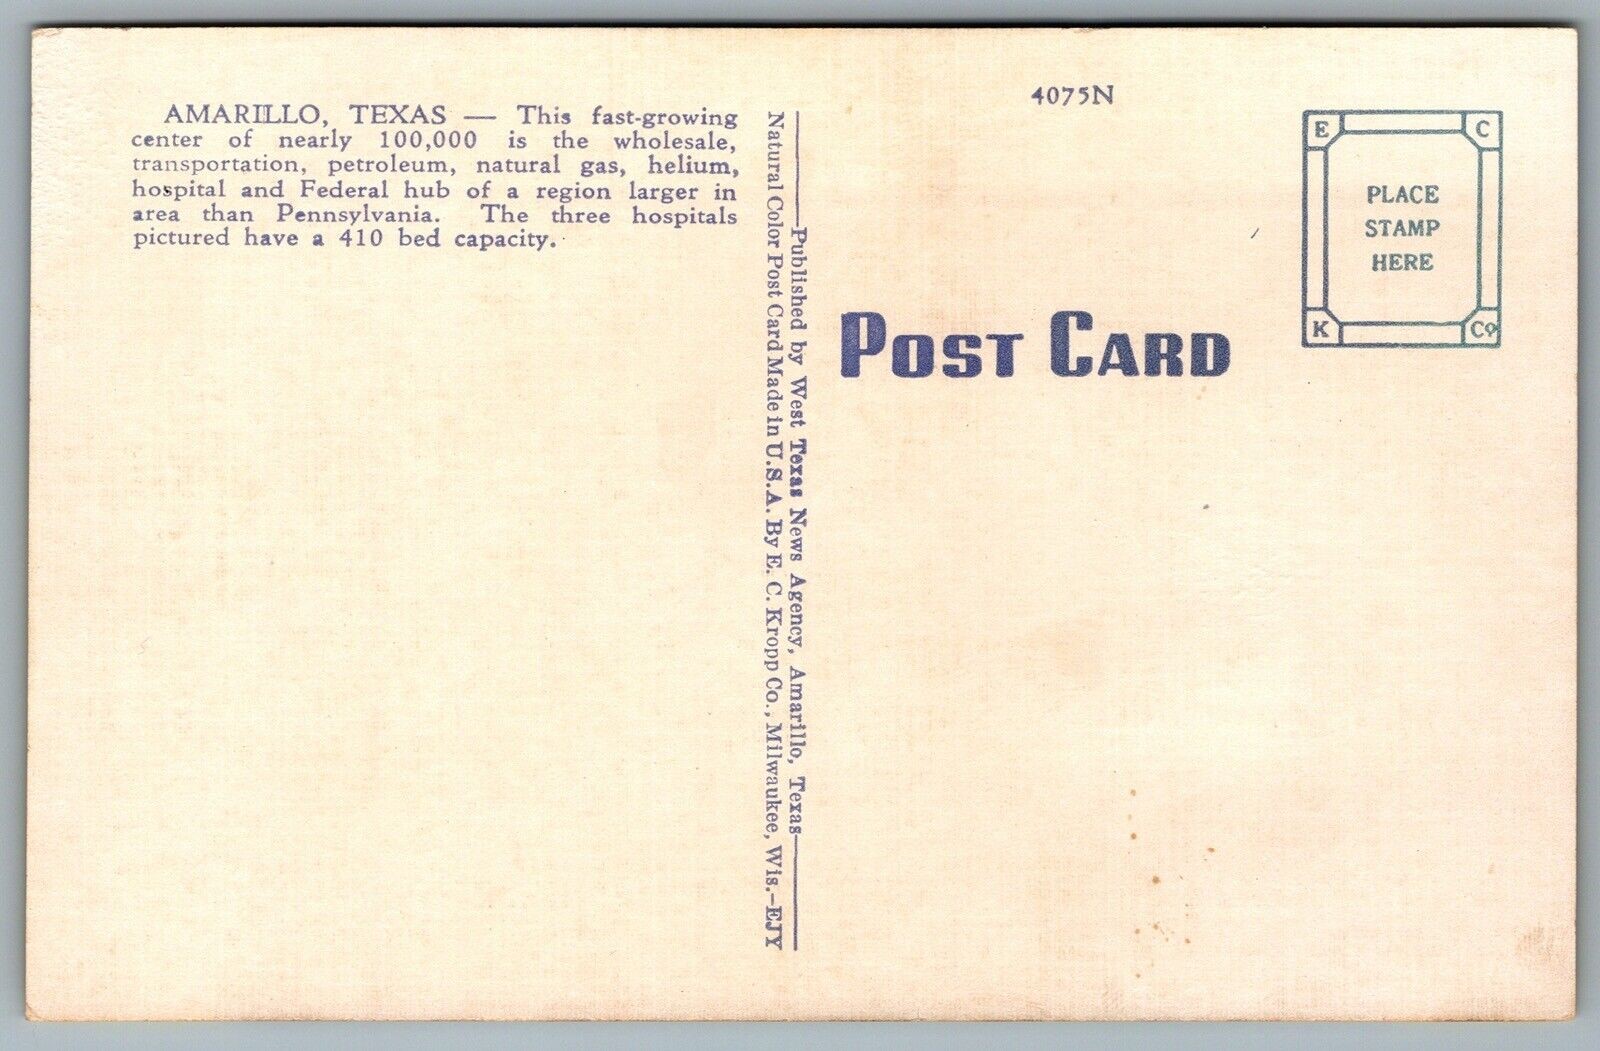 AMARILLO, TEXAS — This fast-growing
center of nearly 100,000 is the wholesale,
transportation, petroleum, natural gas, helium,
hospital and Federal hub of a region larger in
area than Pennsylvania. The three hospitals
pictured have a 410 bed capacity.
Published by West Texas News Agency, Amarillo, Texas
Natural Color Post Card Made in U.S.A. By E. C. Kropp Co., Milwaukee, Wis.-EJY
4075N
POST CARD
E C
PLACE
STAMP
HERE
K Co